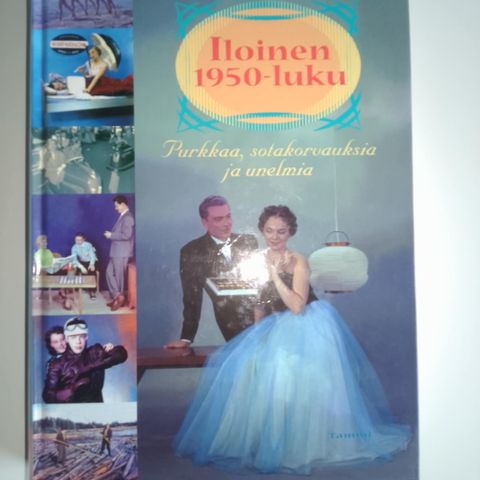 Iloinen
1950-luku
Purkkaa, sotakorvauksia
ja unelmia
TAMMI